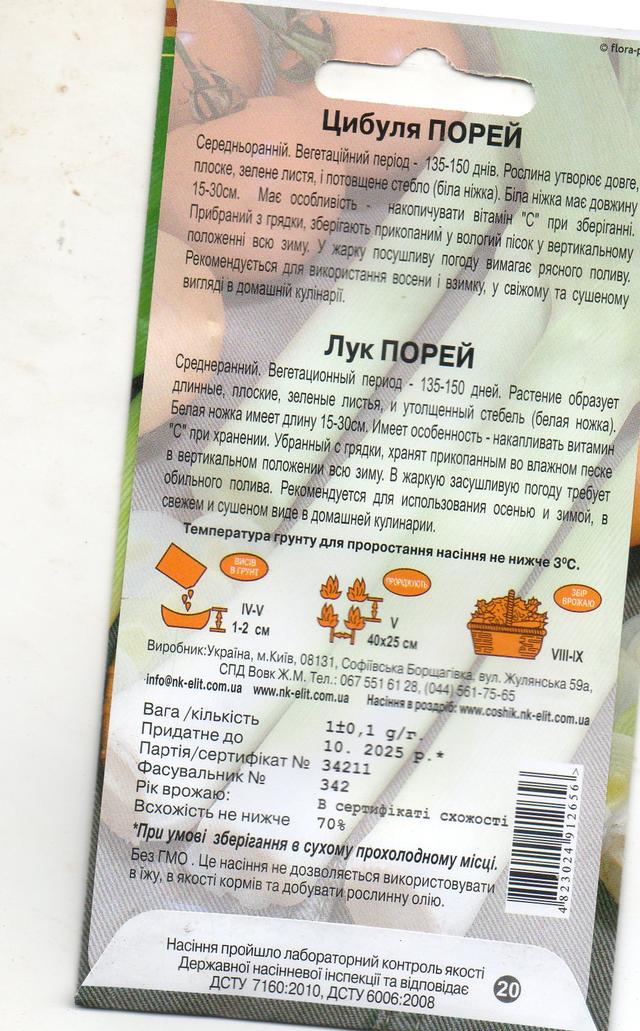 © flora-p
Цибуля ПОРЕЙ
Середньоранній. Вегетаційний період - 135-150 днів. Рослина утворює довге,
плоске, зелене листя, і потовщене стебло (біла ніжка). Біла ніжка має довжину
15-30см. Має особливість - накопичувати вітамін "С" при зберіганні.
Прибраний з грядки, зберігають прикопаним у вологий пісок у вертикальному
положенні всю зиму. У жарку посушливу погоду вимагає рясного поливу.
Рекомендується для використання восени і взимку, у свіжому та сушеному
вигляді в домашній кулінарії.
Лук ПОРЕЙ
Среднеранний. Вегетационный период - 135-150 дней. Растение образует
длинные, плоские, зеленые листья, и утолщенный стебель (белая ножка).
Белая ножка имеет длину 15-30см. Имеет особенность - накапливать витамин
"С" при хранении. Убранный с грядки, хранят прикопанным во влажном песке
в вертикальном положении всю зиму. В жаркую засушливую погоду требует
обильного полива. Рекомендуется для использования осенью и зимой, в
свежем и сушеном виде в домашней кулинарии.
Температура грунту для проростання насіння не нижче 3⁰С.
ВИСІВ
В ГРУНТ
ПРОРІДЖУЮТЬ
ЗБІР
ВРОЖАЮ
IV-V
1-2 см
V
40x25 см
VIII-IX
Виробник:Україна, м.Київ, 08131, Софіївська Борщагівка, вул. Жулянська 59а,
СПД Вовк Ж.М. Тел.: 067 551 61 28, (044) 561-75-65
info@nk-elit.com.ua www.nk-elit.com.ua Насіння в роздріб: www.coshik.nk-elit.com.ua
Вага /кількість 1±0,1 g/г.
Придатне до 10. 2025 р.*
Партія/сертифікат № 34211
Фасувальник № 342
Рік врожаю: В сертифікаті схожості
Всхожість не нижче 70%
*При умові зберігання в сухому прохолодному місці.
Без ГМО . Це насіння не дозволяється використовувати
в їжу, в якості кормів та добувати рослинну олію.
4823024912656>
Насіння пройшло лабораторний контроль якості
Державної насінневої інспекції та відповідає
ДСТУ 7160:2010, ДСТУ 6006:2008
20